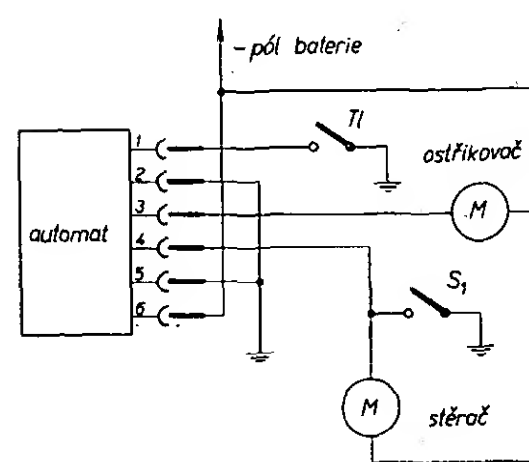 -pól baterie
Tl
ostřikovač
M
automat
1
2
3
4
5
6
S1
M
stěrač